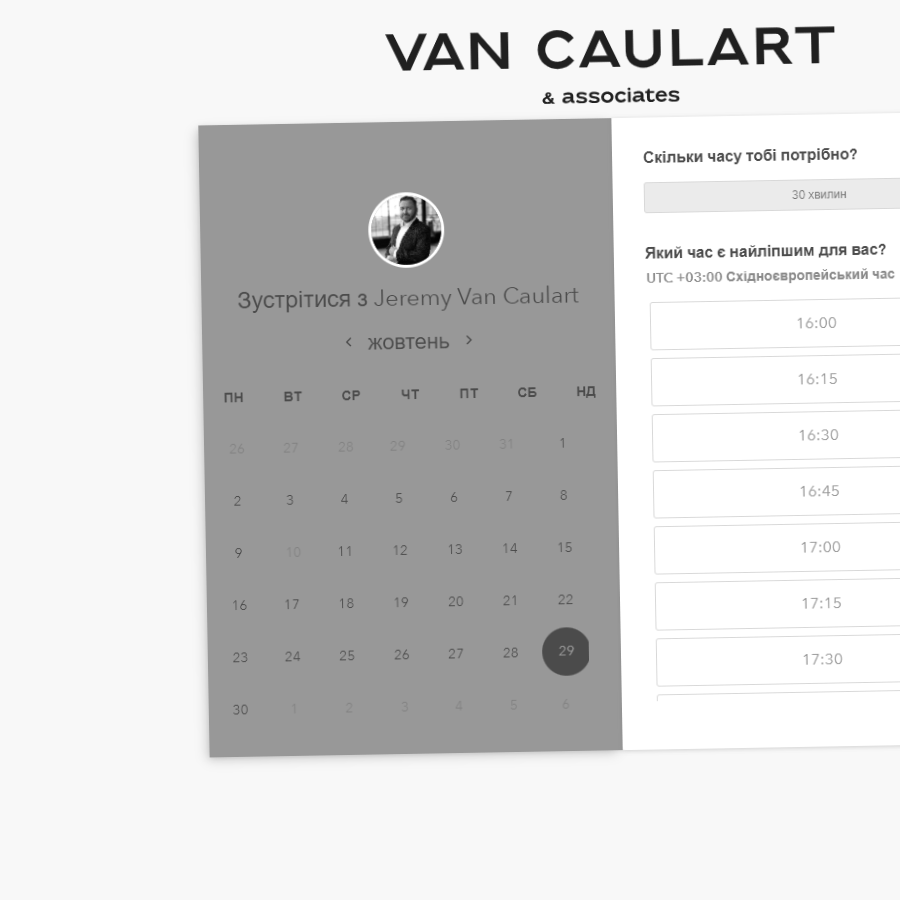 VAN CAULART
& associates
Зустрітися з Jeremy Van Caulart
жовтень
ПН ВТ СР ЧТ ПТ СБ НД
26 27 28 29 30 31 1
2 3 4 5 6 7 8
9 10 11 12 13 14 15
16 17 18 19 20 21 22
23 24 25 26 27 28 29
30 1 2 3 4 5 6
Скільки часу тобі потрібно?
30 хвилин
Який час є найліпшим для вас?
UTC +03:00 Східноєвропейський час
16:00
16:15
16:30
16:45
17:00
17:15
17:30